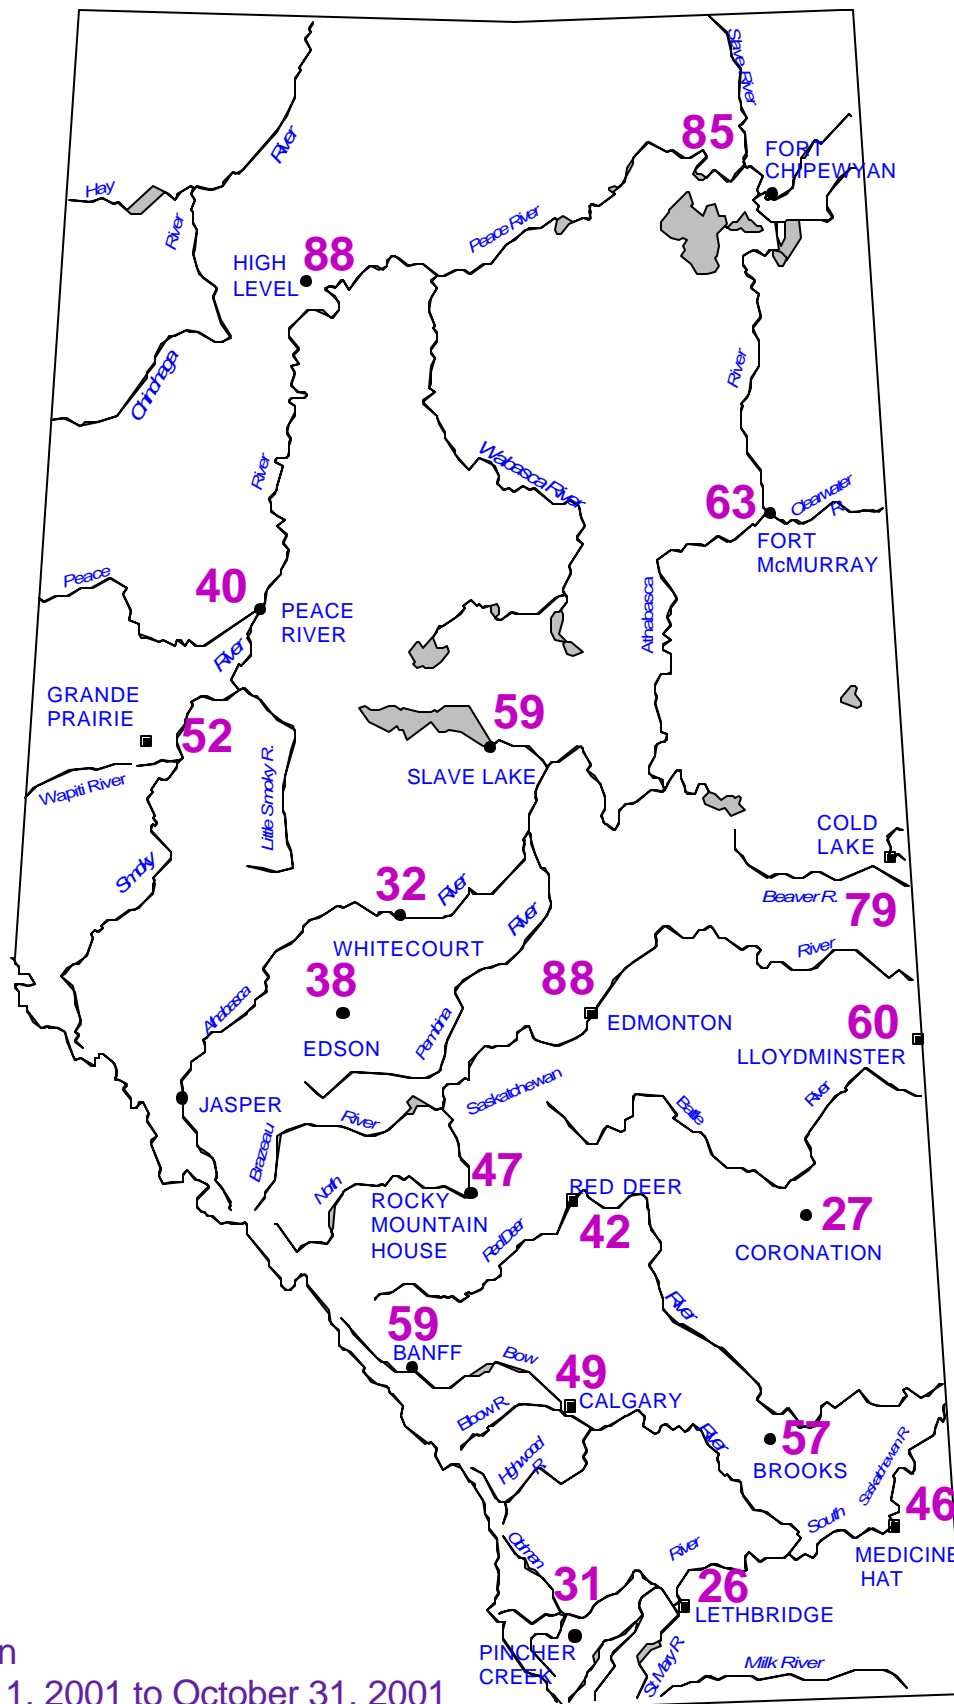 Slave River
85
FORT
CHIPEWYAN
Hay
River
River
Peace River
HIGH
LEVEL
88
Chinchaga
River
River
Wabasca River
63
Clearwater
R.
FORT
McMURRAY
Peace
40
PEACE
RIVER
River
Athabasca
GRANDE
PRAIRIE
52
59
SLAVE LAKE
Wapiti River
Little Smoky R.
Smoky
COLD
LAKE
Beaver R.
79
32
River
WHITECOURT
River
River
38
EDSON
88
EDMONTON
60
LLOYDMINSTER
Athabasca
Pembina
JASPER
Saskatchewan
Battle
River
Brazeau
River
North
47
ROCKY
MOUNTAIN
HOUSE
RED DEER
42
Red Deer
27
CORONATION
River
59
BANFF
Bow
49
CALGARY
Elbow R.
Highwood
R.
River
57
BROOKS
Saskatchewan R.
South
46
MEDICINE
HAT
Oldman
River
31
26
LETHBRIDGE
PINCHER
CREEK
St. Mary R.
Milk River
n
1, 2001 to October 31, 2001